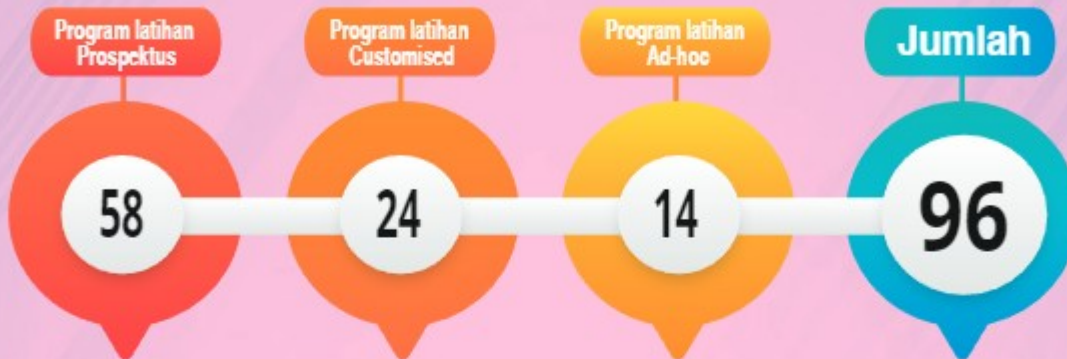 Program latihan
Prospektus
Program latihan
Customised
Program latihan
Ad-hoc
Jumlah
58
24
14
96